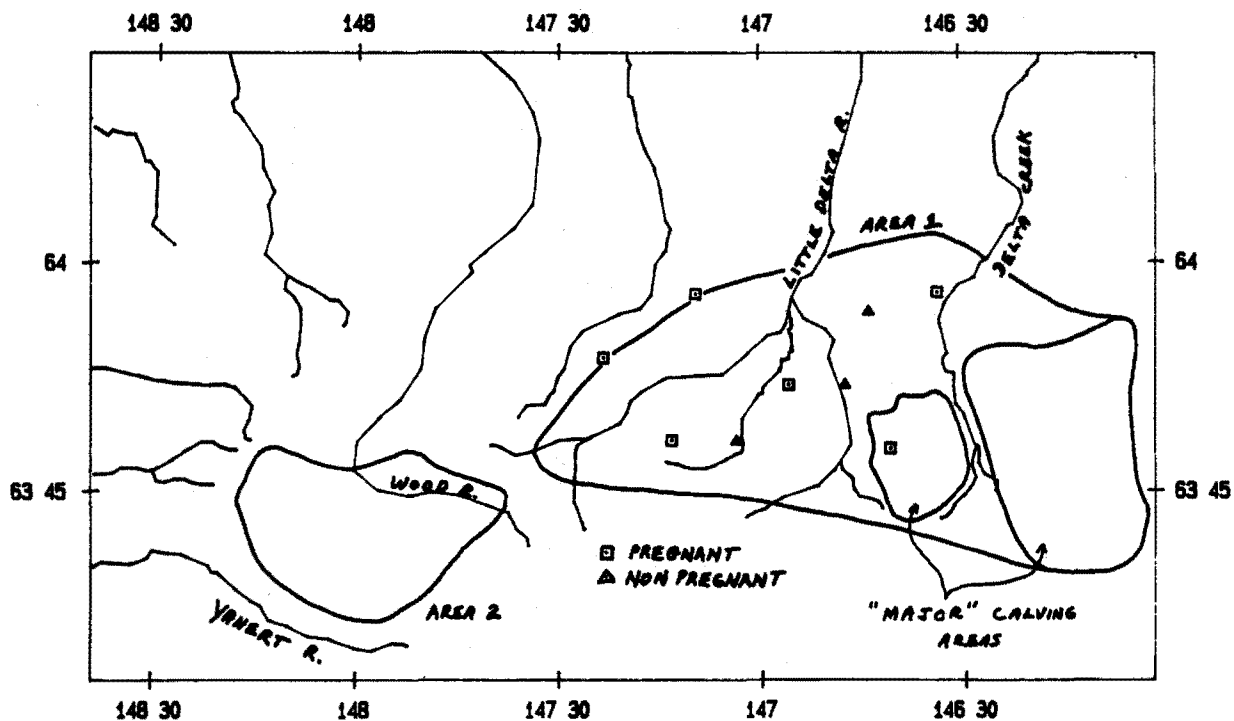 148 30 148 147 30 147 146 30
LITTLE DELTA R.
DELTA CREEK
AREA 1
64 64
63 45 63 45
WOOD R.
PREGNANT
NON PREGNANT
AREA 2
"MAJOR" CALVING
AREAS
YANERT R.
148 30 148 147 30 147 146 30